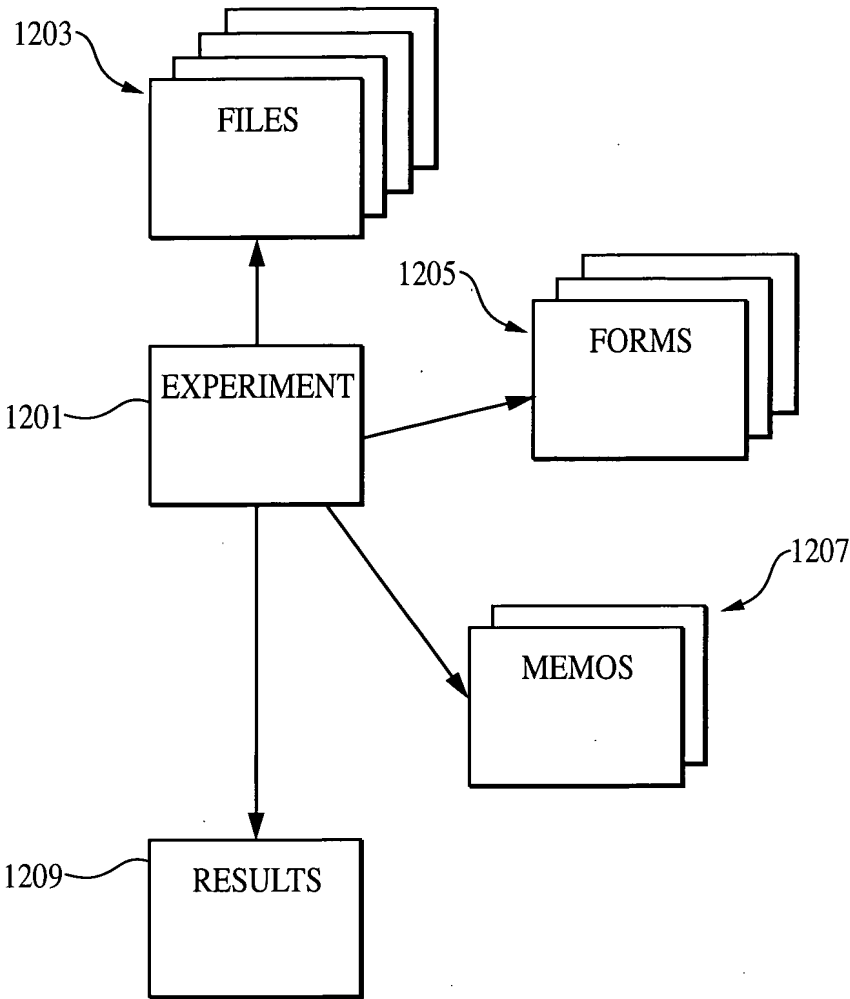 1203
FILES
1205
FORMS
EXPERIMENT
1201
1207
MEMOS
1209
RESULTS